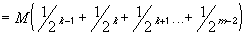 = M(1/2^{k-1} + 1/2^k + 1/2^{k+1} ... + 1/2^{m-2})